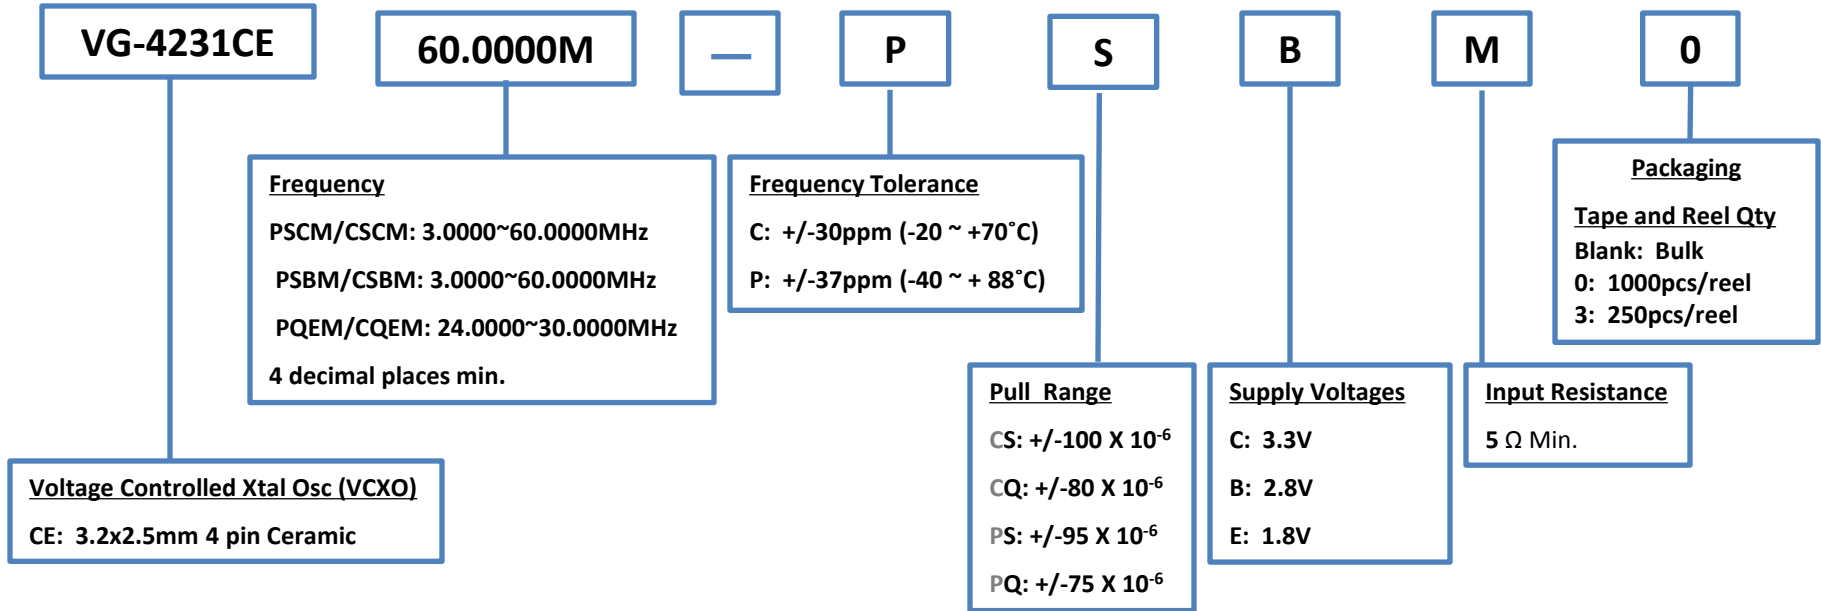 VG-4231CE
60.0000M
—
P
S
B
M
0
Frequency
PSCM/CSCM: 3.0000~60.0000MHz
PSBM/CSBM: 3.0000~60.0000MHz
PQEM/CQEM: 24.0000~30.0000MHz
4 decimal places min.
Frequency Tolerance
C: +/-30ppm (-20 ~ +70˚C)
P: +/-37ppm (-40 ~ + 88˚C)
Packaging
Tape and Reel Qty
Blank: Bulk
0: 1000pcs/reel
3: 250pcs/reel
Pull Range
CS: +/-100 X 10⁻⁶
CQ: +/-80 X 10⁻⁶
PS: +/-95 X 10⁻⁶
PQ: +/-75 X 10⁻⁶
Supply Voltages
C: 3.3V
B: 2.8V
E: 1.8V
Input Resistance
5 Ω Min.
Voltage Controlled Xtal Osc (VCXO)
CE: 3.2x2.5mm 4 pin Ceramic